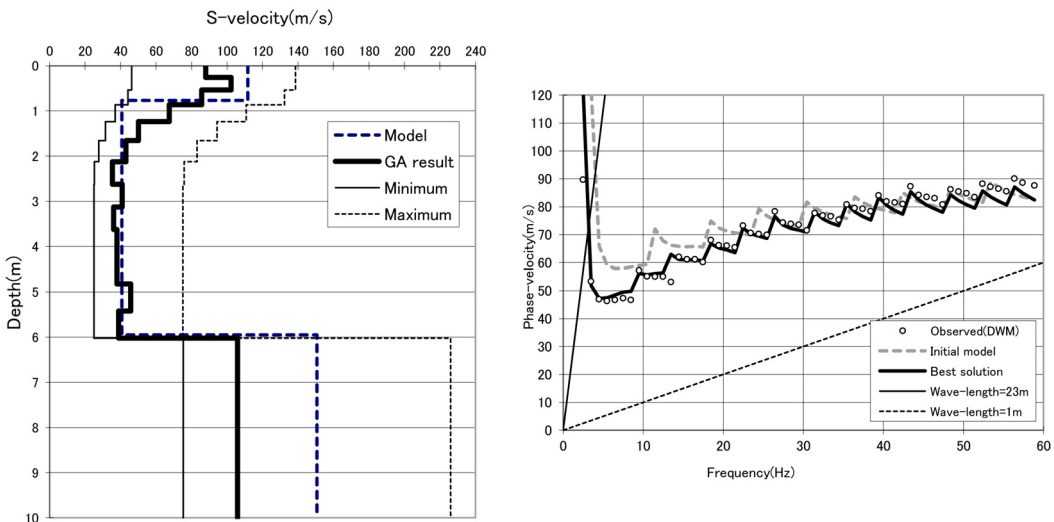 S-velocity(m/s)
0 20 40 60 80 100 120 140 160 180 200 220 240
0
1
2
3
4
5
6
7
8
9
10
Depth(m)
Model
GA result
Minimum
Maximum
120
110
100
90
80
70
60
50
40
30
20
10
0
Phase-velocity(m/s)
0 10 20 30 40 50 60
Frequency(Hz)
Observed(DWM)
Initial model
Best solution
Wave-length=23m
Wave-length=1m